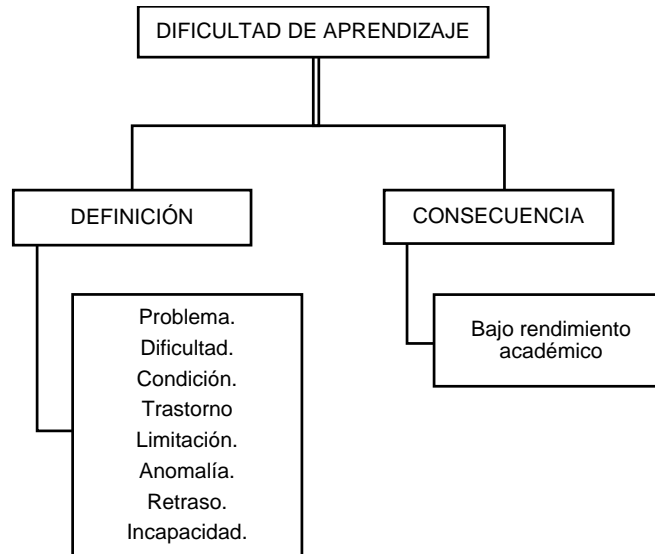 DIFICULTAD DE APRENDIZAJE
DEFINICIÓN
CONSECUENCIA
Problema.
Dificultad.
Condición.
Trastorno
Limitación.
Anomalía.
Retraso.
Incapacidad.
Bajo rendimiento
académico